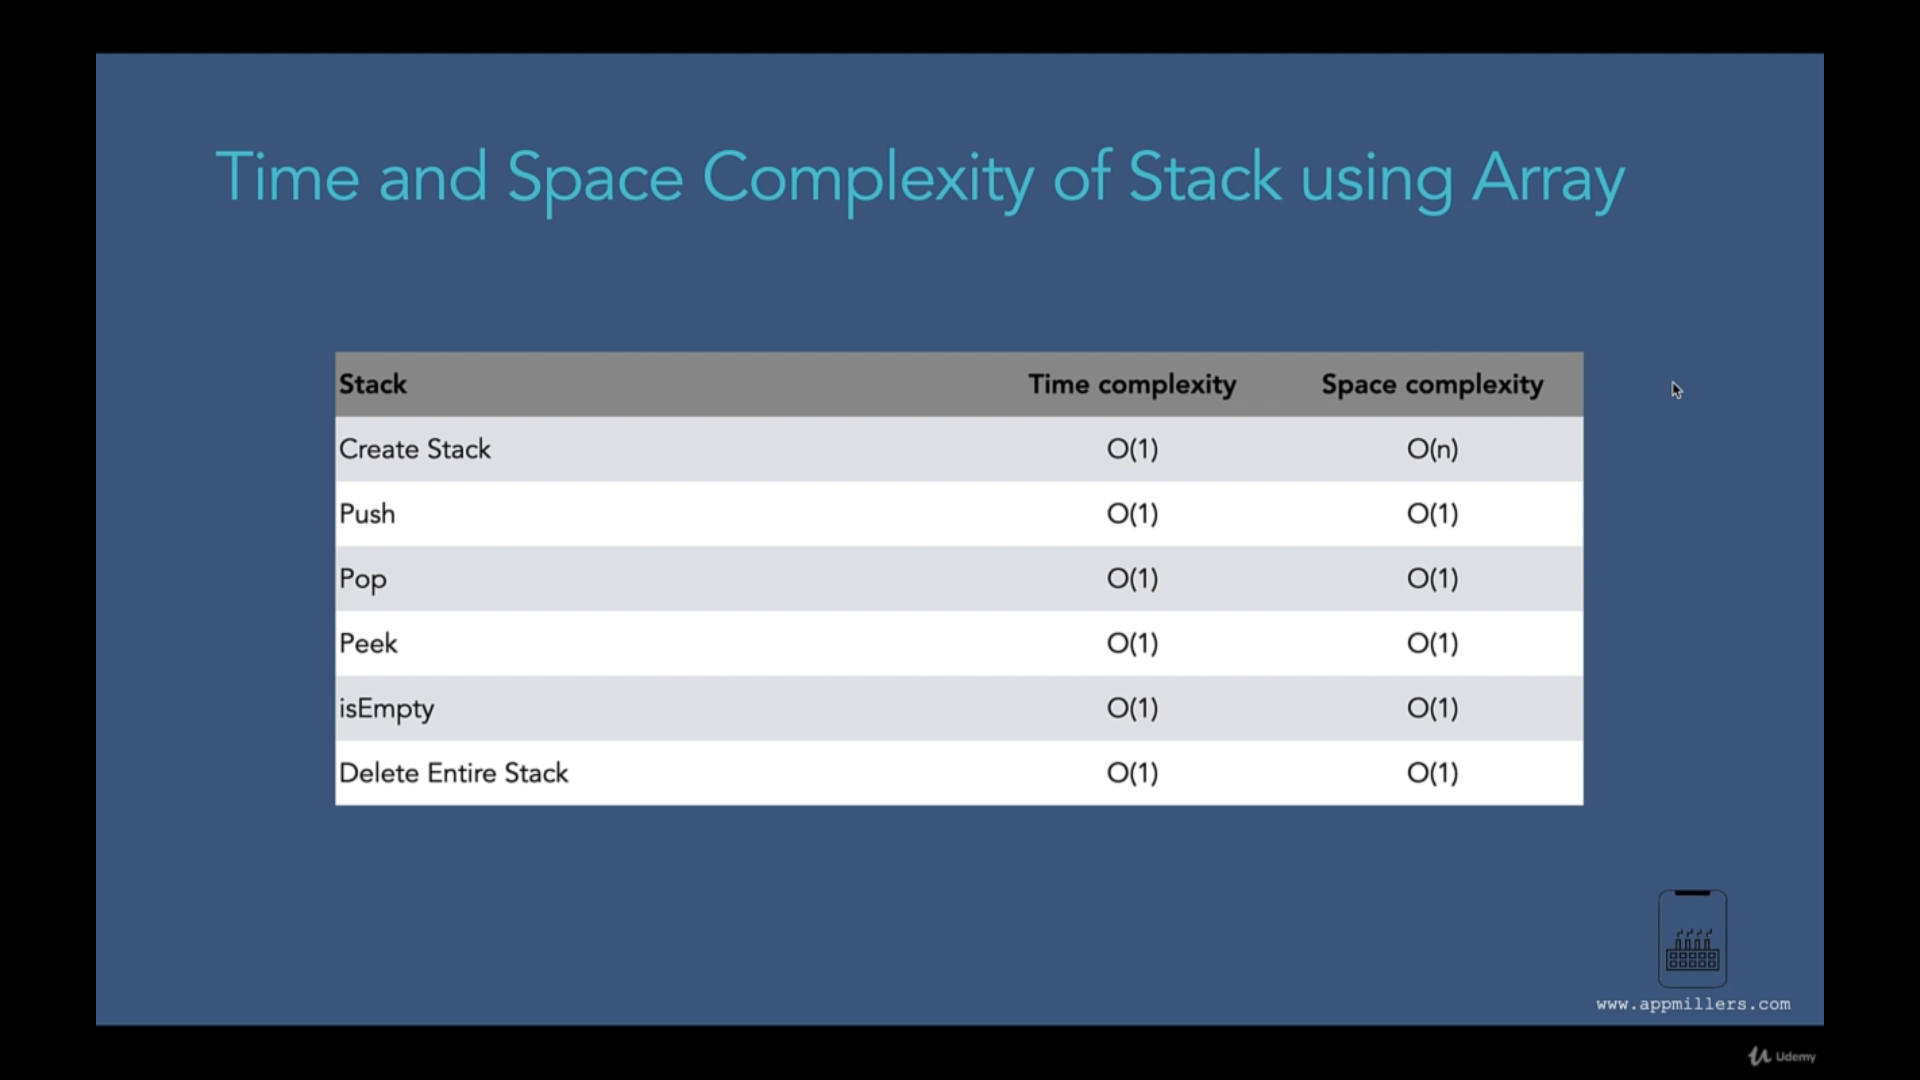 Time and Space Complexity of Stack using Array
Stack Time complexity Space complexity
Create Stack O(1) O(n)
Push O(1) O(1)
Pop O(1) O(1)
Peek O(1) O(1)
isEmpty O(1) O(1)
Delete Entire Stack O(1) O(1)
www.appmillers.com
Udemy